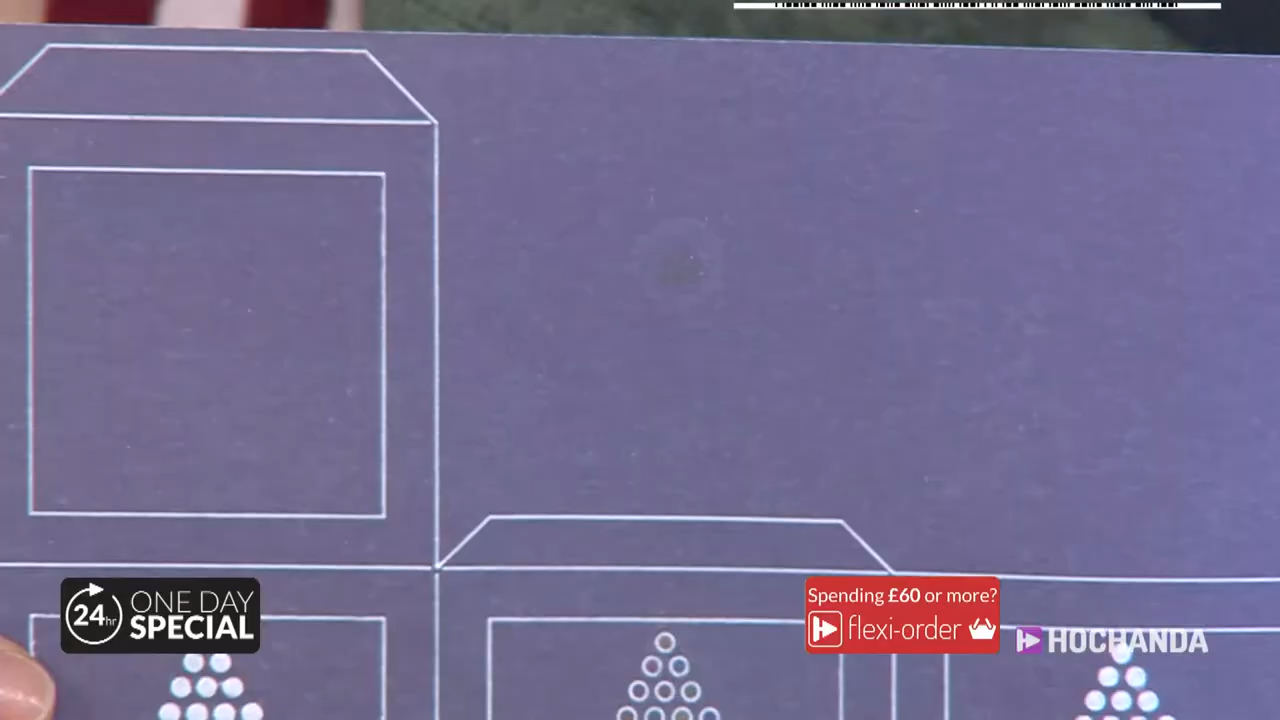 24hr
ONE DAY
SPECIAL
Spending £60 or more?
flexi-order
HOCHANDA